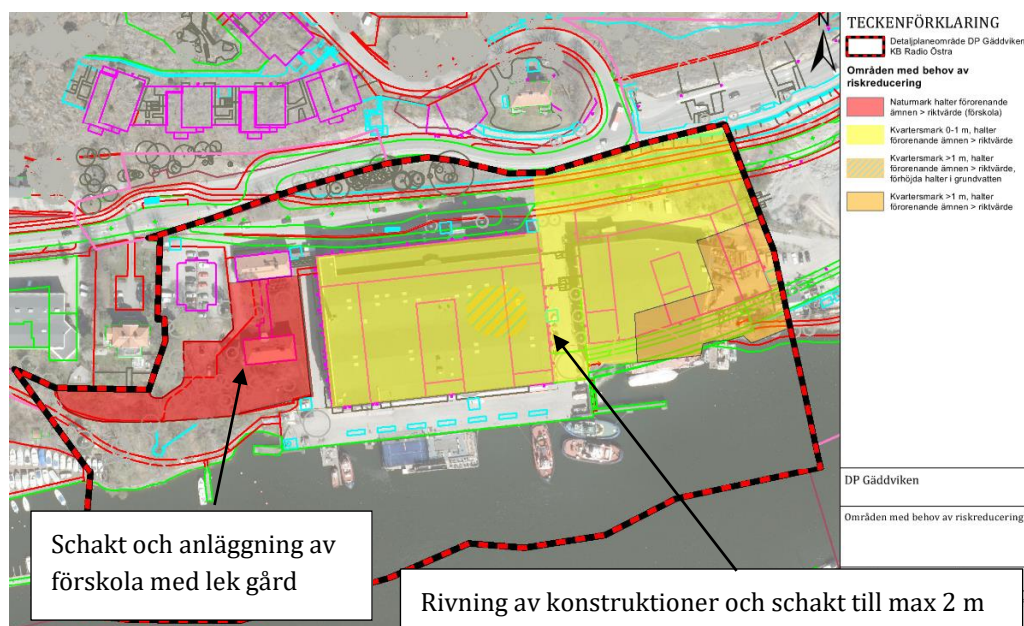 N
TECKENFÖRKLARING
Detaljplaneområde DP Gäddviken
KB Radio Östra
Områden med behov av
riskreducering
Naturmark halter förorenande
ämnen > riktvärde (förskola)
Kvartersmark 0-1 m, halter
förorenande ämnen > riktvärde
Kvartersmark >1 m, halter
förorenande ämnen > riktvärde,
förhöjda halter i grundvatten
Kvartersmark >1 m, halter
förorenande ämnen > riktvärde
DP Gäddviken
Områden med behov av riskreducering
Schakt och anläggning av
förskola med lek gård
Rivning av konstruktioner och schakt till max 2 m